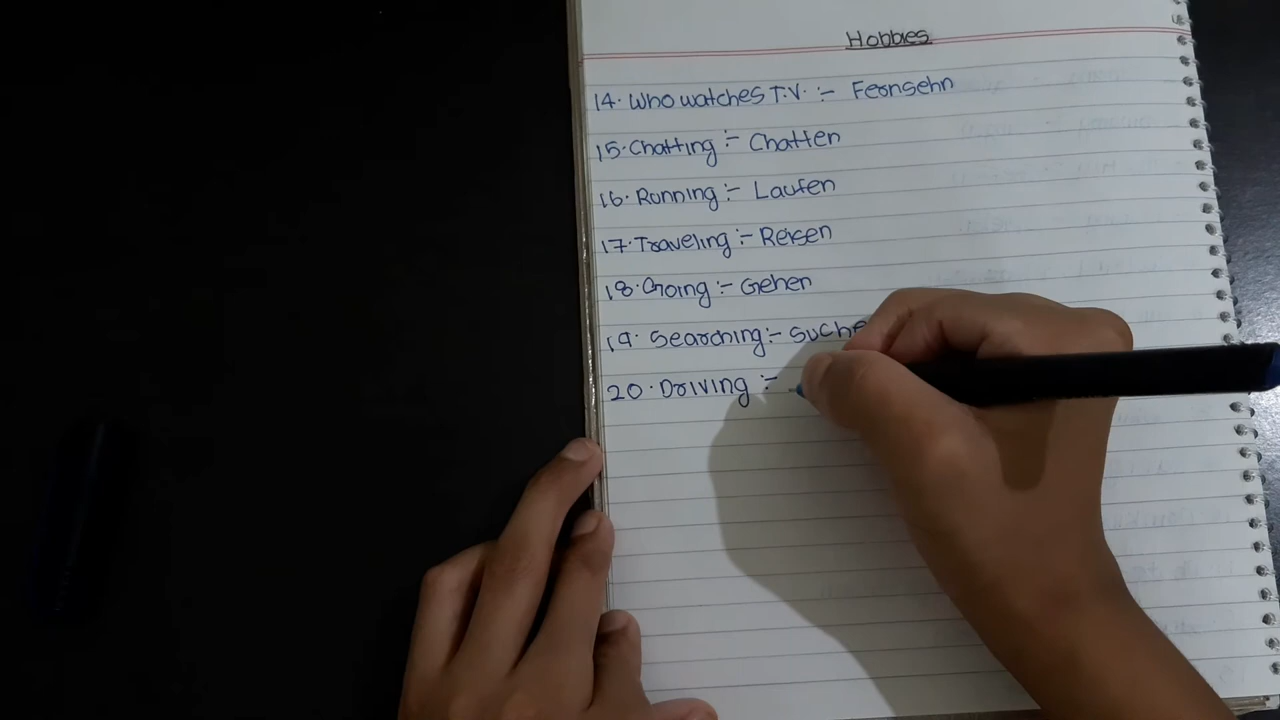 Hobbies
14. Who watches T.V. :- Fernsehn
15. Chatting :- Chatten
16. Running :- Laufen
17. Traveling :- Reisen
18. Going :- Gehen
19. Searching :- Suche
20. Driving :-